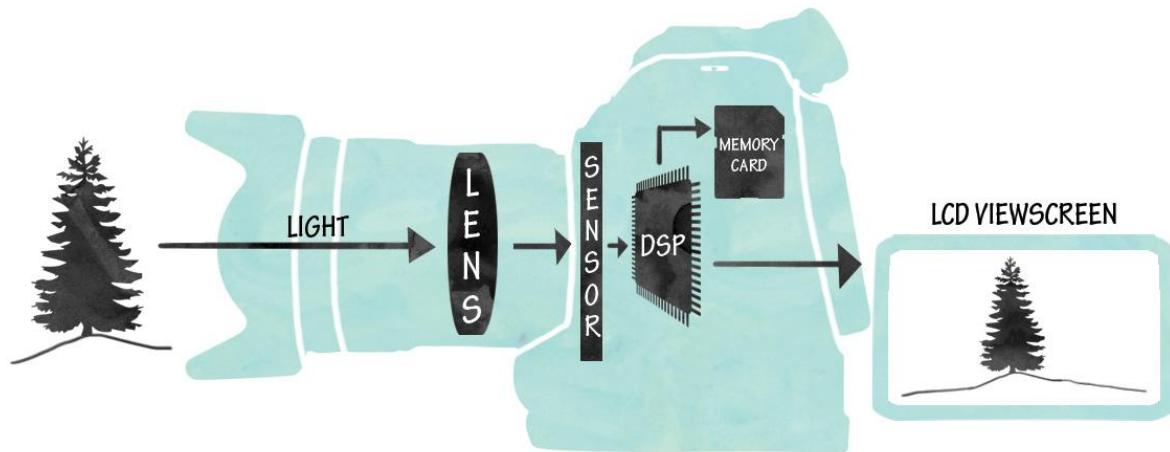 LIGHT
LENS
SENSOR
DSP
MEMORY
CARD
LCD VIEWSCREEN